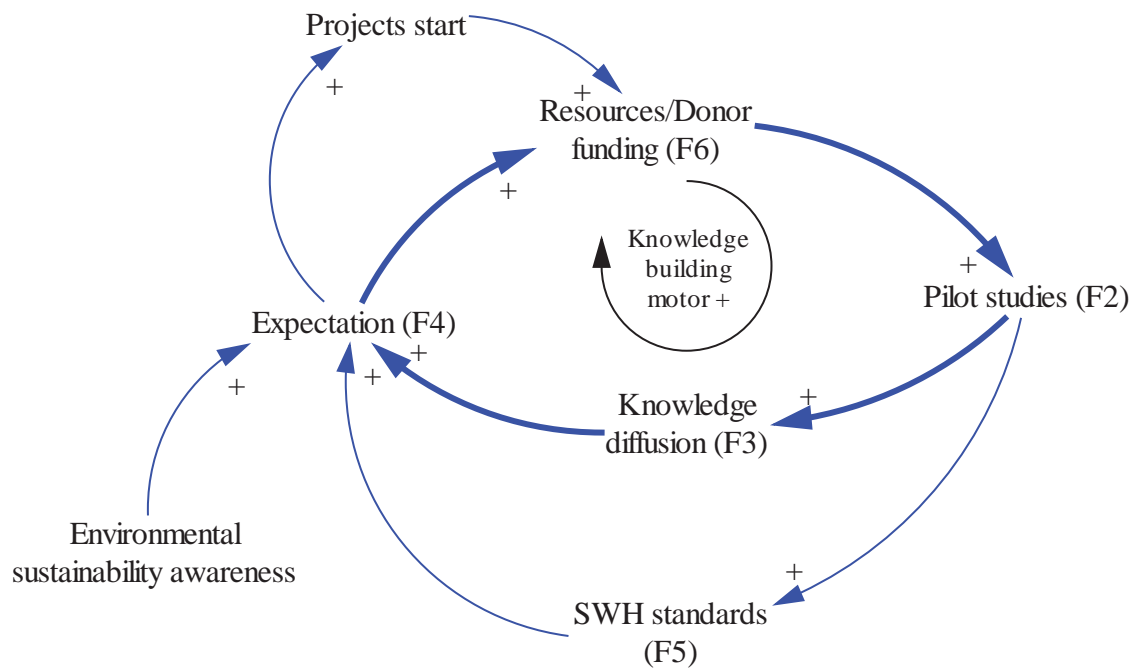 Projects start
+
+
Resources/Donor
funding (F6)
+
Knowledge
building
motor +
+
Pilot studies (F2)
Expectation (F4)
+
+
+
+
Knowledge
diffusion (F3)
Environmental
sustainability awareness
+
SWH standards
(F5)